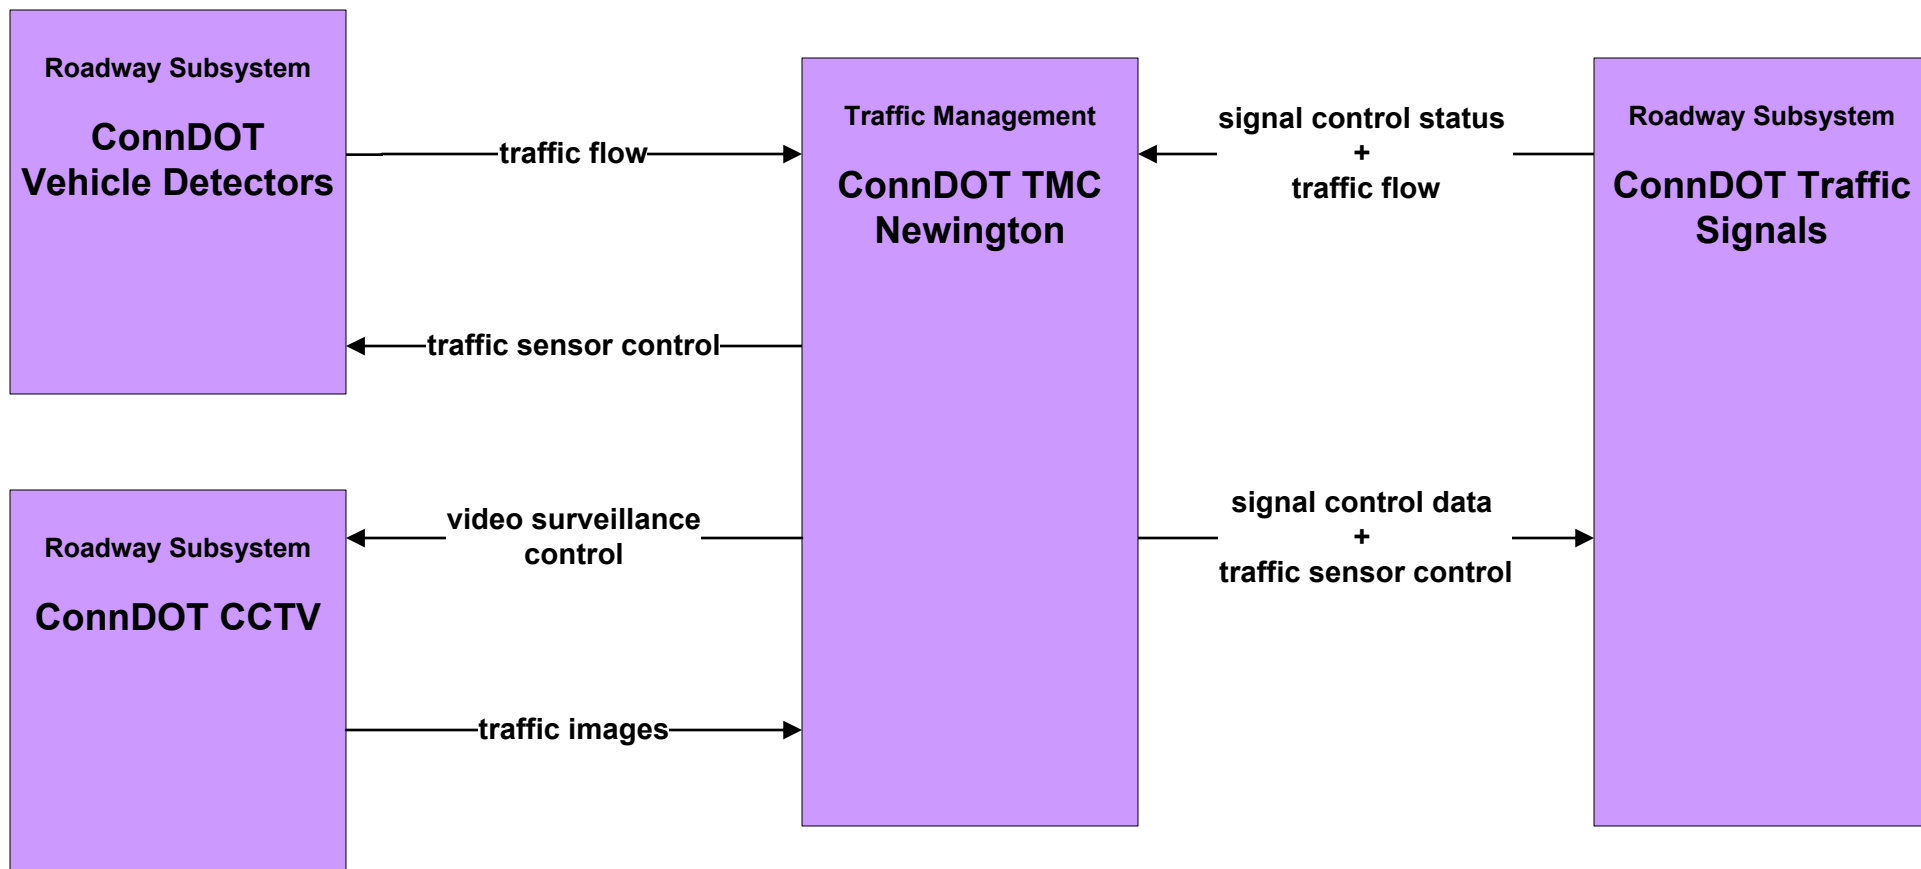 Roadway Subsystem
ConnDOT
Vehicle Detectors
traffic flow
traffic sensor control
Roadway Subsystem
ConnDOT CCTV
video surveillance
control
traffic images
Traffic Management
ConnDOT TMC
Newington
signal control status
+
traffic flow
signal control data
+
traffic sensor control
Roadway Subsystem
ConnDOT Traffic
Signals